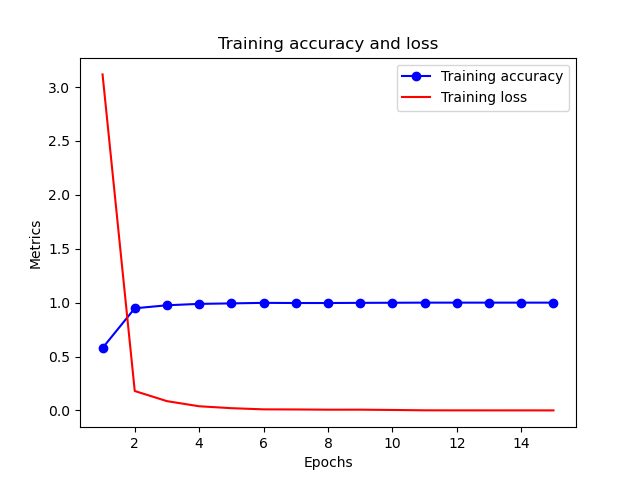 Training accuracy and loss
Training accuracy
Training loss
3.0
2.5
2.0
1.5
1.0
0.5
0.0
Metrics
2 4 6 8 10 12 14
Epochs